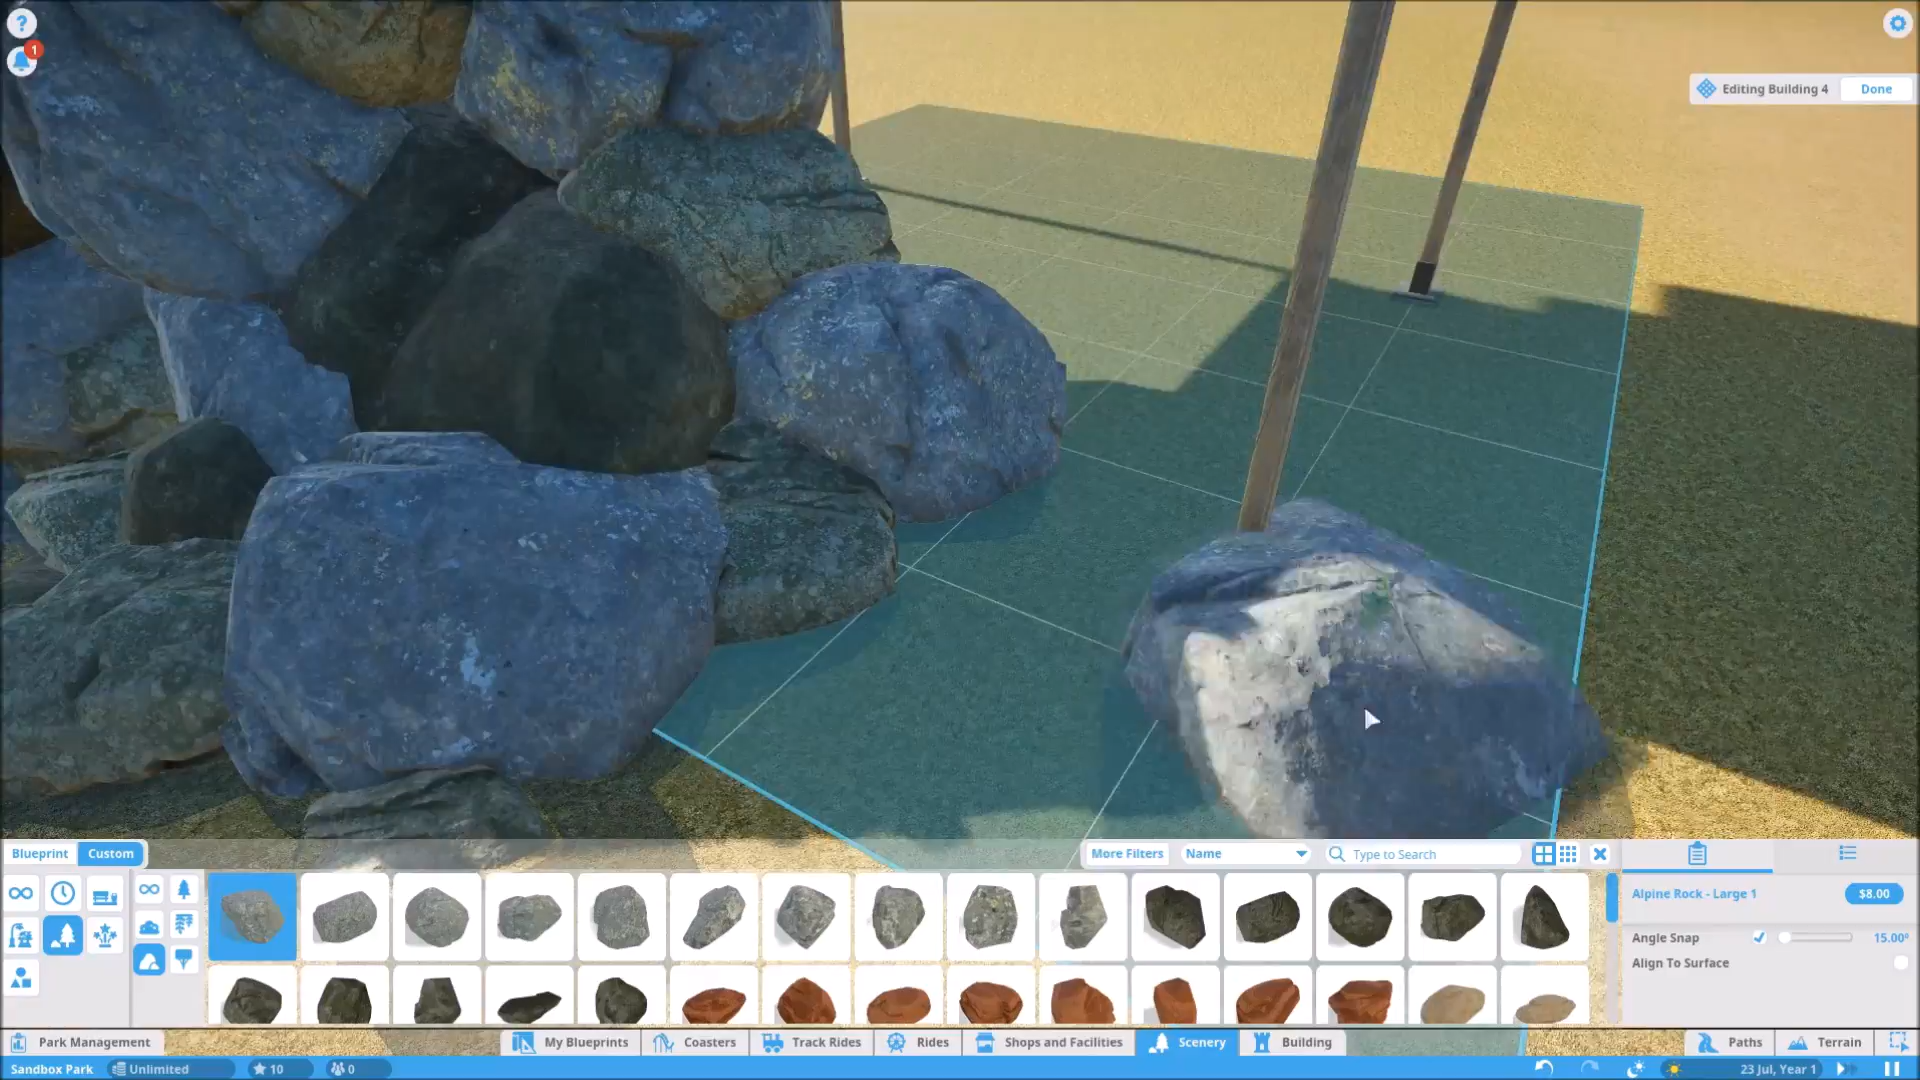 ?
1
Editing Building 4
Done
Blueprint
Custom
More Filters
Name
Type to Search
Alpine Rock - Large 1
$8.00
Angle Snap
15.00°
Align To Surface
Park Management
My Blueprints
Coasters
Track Rides
Rides
Shops and Facilities
Scenery
Building
Paths
Terrain
Sandbox Park
Unlimited
10
0
23 Jul, Year 1